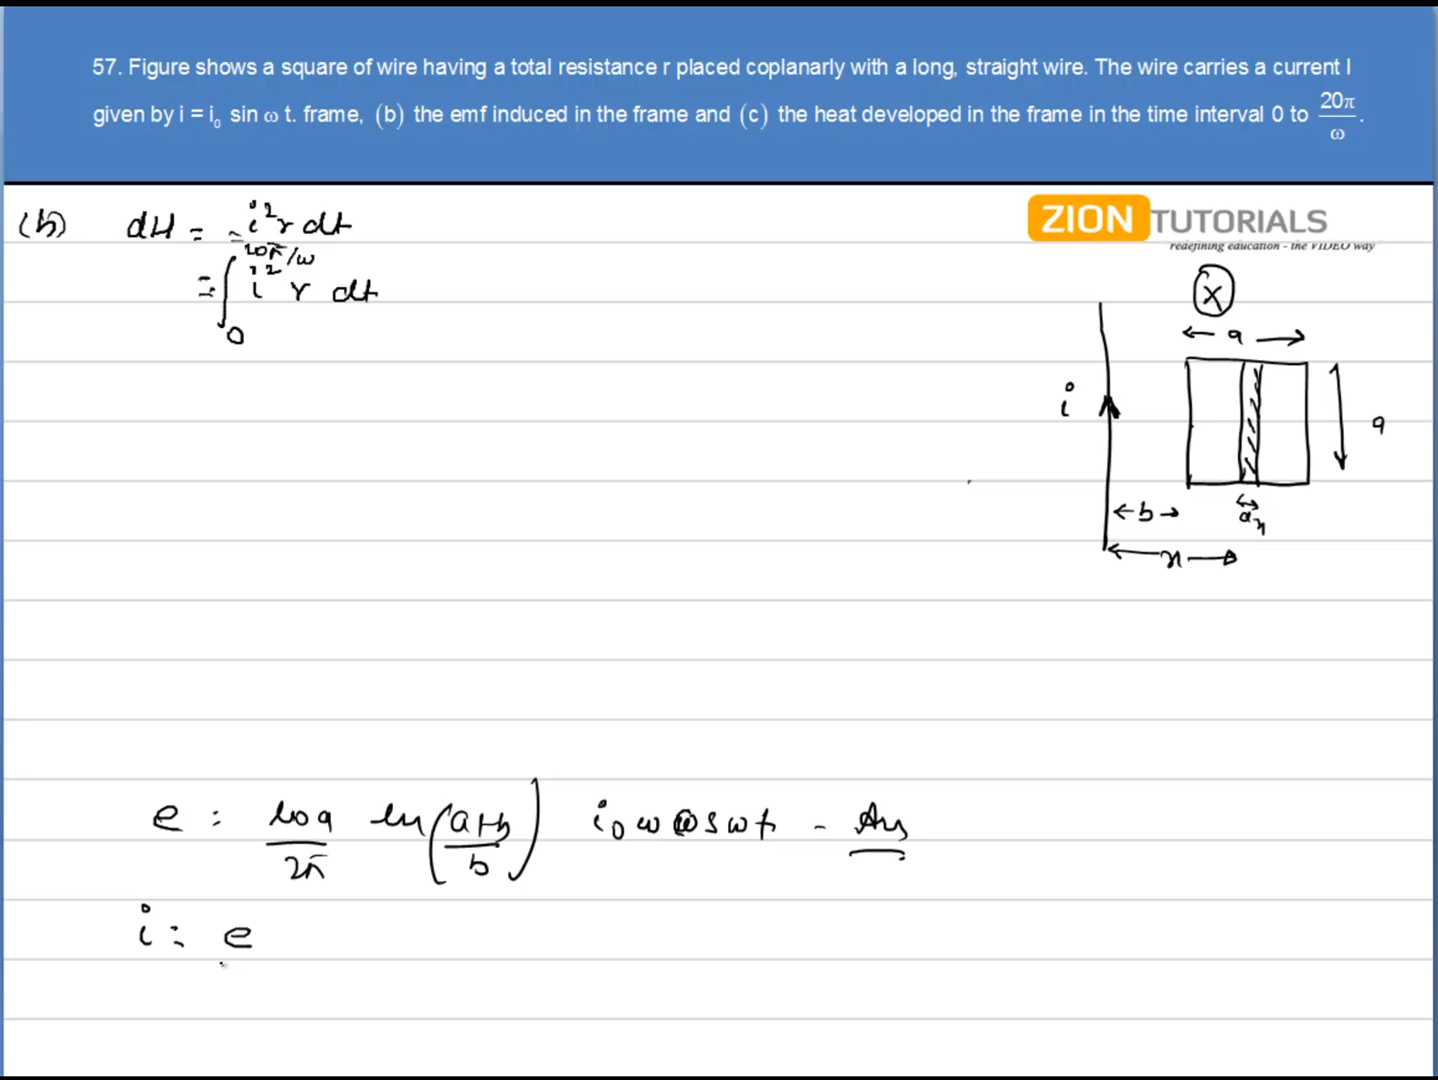 57. Figure shows a square of wire having a total resistance r placed coplanarly with a long, straight wire. The wire carries a current I
given by i = i₀ sin ω t. frame, (b) the emf induced in the frame and (c) the heat developed in the frame in the time interval 0 to 20π/ω.
ZION TUTORIALS
redefining education - the VIDEO way
(b) dH = i²r dt
= ∫₀^(20π/ω) i² r dt
X
← a →
i
a
← b →
dx
← x →
e = μ₀a/2π ln((a+b)/b) i₀ ω cos ωt - Ans
i = e